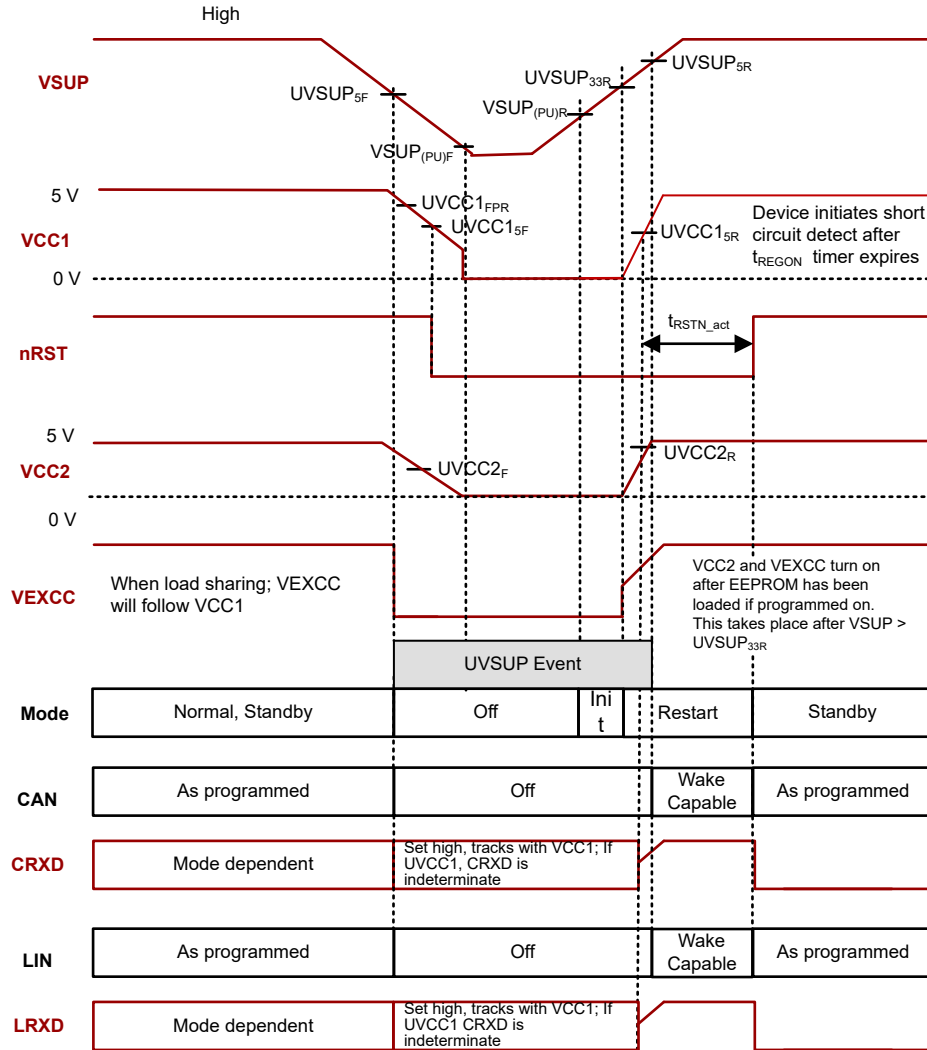 High
VSUP
UVSUP5F
VSUP(PU)F
VSUP(PU)R
UVSUP33R
UVSUP5R
5 V
VCC1
0 V
UVCC1FPR
UVCC15F
UVCC15R
Device initiates short
circuit detect after
tREGON timer expires
nRST
tRSTN_act
5 V
VCC2
0 V
UVCC2F
UVCC2R
VEXCC
When load sharing; VEXCC
will follow VCC1
VCC2 and VEXCC turn on
after EEPROM has been
loaded if programmed on.
This takes place after VSUP >
UVSUP33R
UVSUP Event
Mode
Normal, Standby
Off
Ini
t
Restart
Standby
CAN
As programmed
Off
Wake
Capable
As programmed
CRXD
Mode dependent
Set high, tracks with VCC1; If
UVCC1, CRXD is
indeterminate
LIN
As programmed
Off
Wake
Capable
As programmed
LRXD
Mode dependent
Set high, tracks with VCC1; If
UVCC1 CRXD is
indeterminate